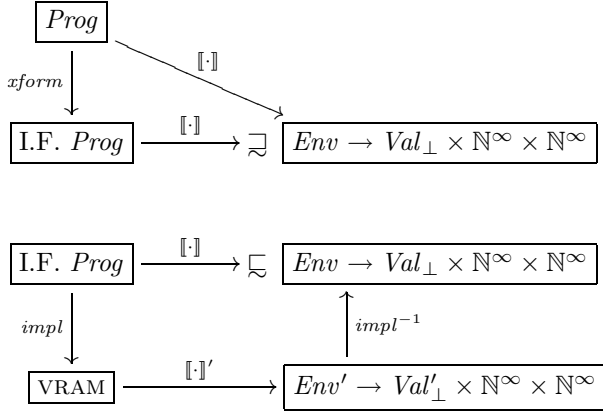 Prog
⟦·⟧
xform
I.F. Prog ⟦·⟧ ⊒∼ Env → Val⊥ × ℕ^∞ × ℕ^∞
I.F. Prog ⟦·⟧ ⊑∼ Env → Val⊥ × ℕ^∞ × ℕ^∞
impl impl⁻¹
VRAM ⟦·⟧′ Env′ → Val′⊥ × ℕ^∞ × ℕ^∞